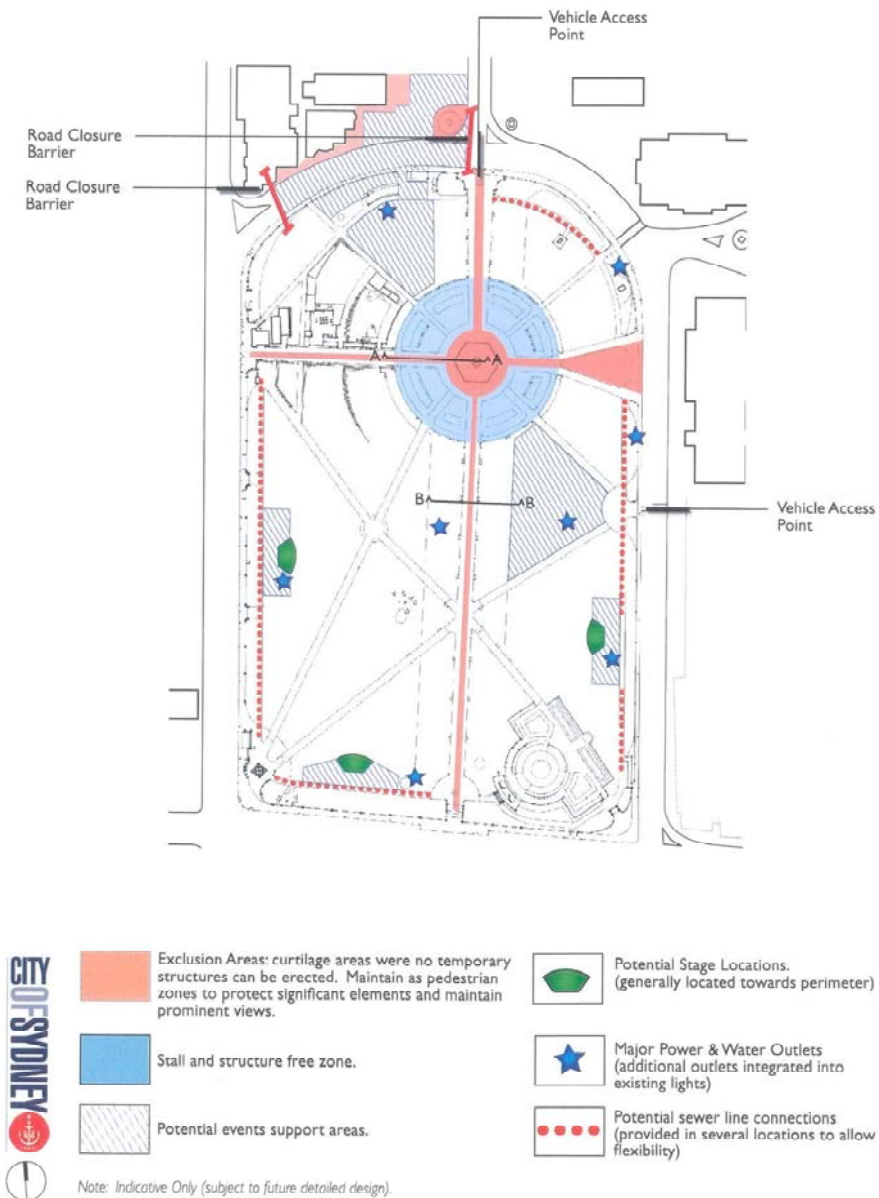 Vehicle Access
Point
Road Closure
Barrier
Road Closure
Barrier
A A
B B
Vehicle Access
Point
CITY OF SYDNEY
Exclusion Areas: curtilage areas were no temporary
structures can be erected. Maintain as pedestrian
zones to protect significant elements and maintain
prominent views.
Stall and structure free zone.
Potential events support areas.
Note: Indicative Only (subject to future detailed design).
Potential Stage Locations.
(generally located towards perimeter)
Major Power & Water Outlets
(additional outlets integrated into
existing lights)
Potential sewer line connections
(provided in several locations to allow
flexibility)